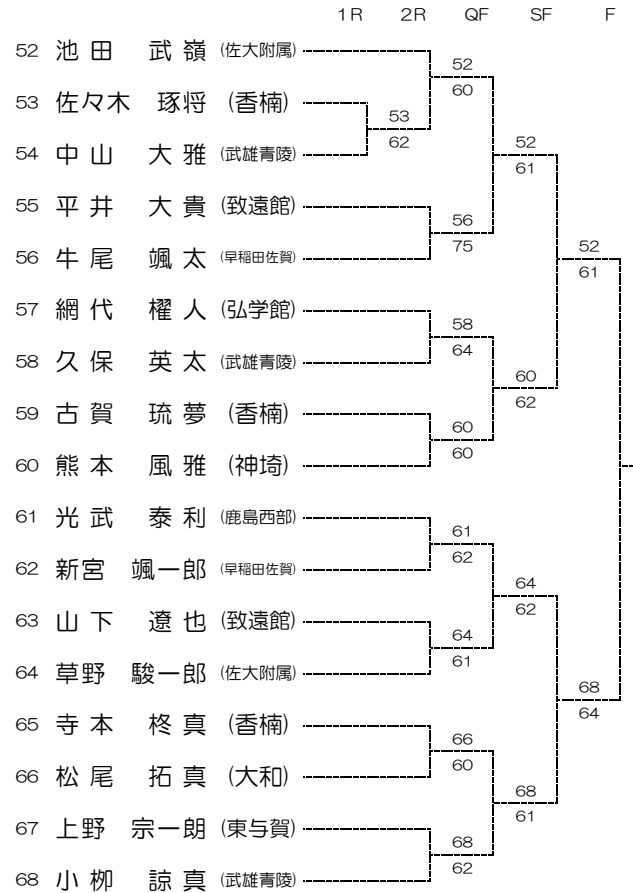 1R 2R QF SF F
52 池田 武嶺 (佐大附属)
52
60
53 佐々木 琢将 (香楠)
53
62
54 中山 大雅 (武雄青陵)
52
61
55 平井 大貴 (致遠館)
56
75
56 牛尾 颯太 (早稲田佐賀)
52
61
57 網代 櫂人 (弘学館)
58
64
58 久保 英太 (武雄青陵)
60
62
59 古賀 琉夢 (香楠)
60
60
60 熊本 風雅 (神埼)
61 光武 泰利 (鹿島西部)
61
62
62 新宮 颯一郎 (早稲田佐賀)
64
62
63 山下 遼也 (致遠館)
64
61
64 草野 駿一郎 (佐大附属)
68
64
65 寺本 柊真 (香楠)
66
60
66 松尾 拓真 (大和)
68
61
67 上野 宗一朗 (東与賀)
68
62
68 小栁 諒真 (武雄青陵)